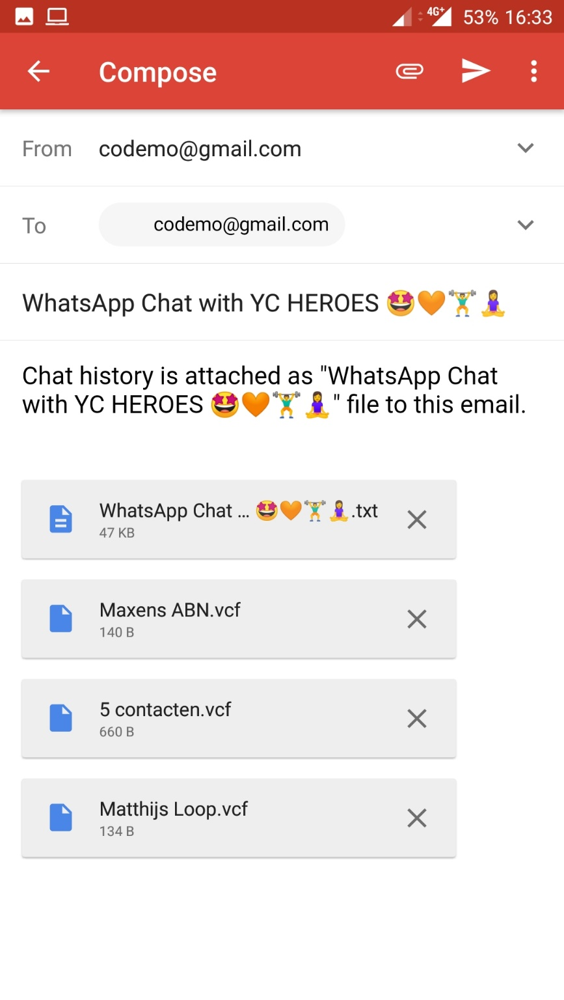 4G+ 53% 16:33
Compose
From codemo@gmail.com
To codemo@gmail.com
WhatsApp Chat with YC HEROES 🤩🧡🏋️‍♂️🧘‍♀️
Chat history is attached as "WhatsApp Chat
with YC HEROES 🤩🧡🏋️‍♂️🧘‍♀️" file to this email.
WhatsApp Chat ... 🤩🧡🏋️‍♂️🧘‍♀️.txt
47 KB
Maxens ABN.vcf
140 B
5 contacten.vcf
660 B
Matthijs Loop.vcf
134 B